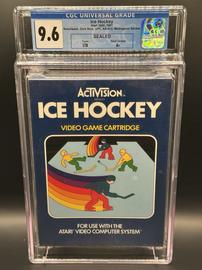 CGC UNIVERSAL GRADE
9.6
Ice Hockey
SEALED
A+
ACTIVISION
ICE HOCKEY
VIDEO GAME CARTRIDGE
FOR USE WITH THE
ATARI® VIDEO COMPUTER SYSTEM™